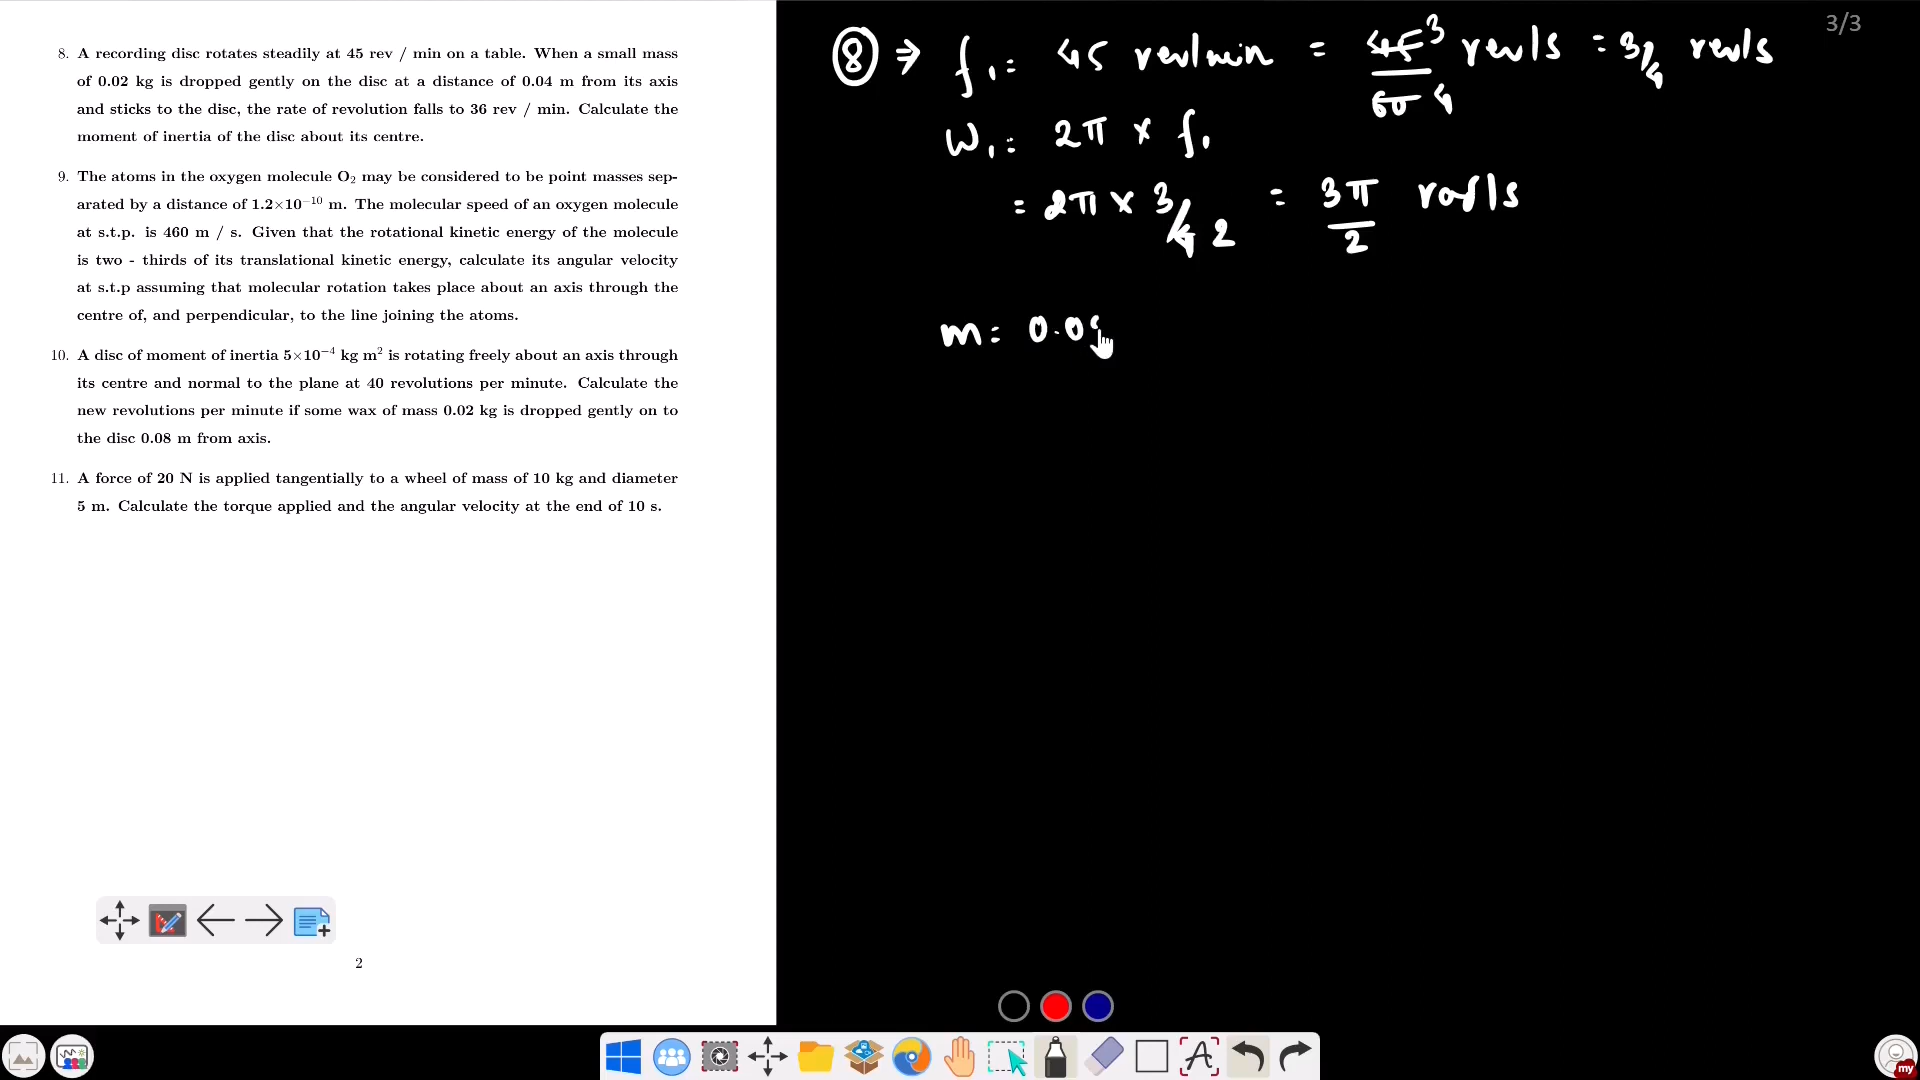 8. A recording disc rotates steadily at 45 rev / min on a table. When a small mass
of 0.02 kg is dropped gently on the disc at a distance of 0.04 m from its axis
and sticks to the disc, the rate of revolution falls to 36 rev / min. Calculate the
moment of inertia of the disc about its centre.
9. The atoms in the oxygen molecule O₂ may be considered to be point masses sep-
arated by a distance of 1.2×10⁻¹⁰ m. The molecular speed of an oxygen molecule
at s.t.p. is 460 m / s. Given that the rotational kinetic energy of the molecule
is two - thirds of its translational kinetic energy, calculate its angular velocity
at s.t.p assuming that molecular rotation takes place about an axis through the
centre of, and perpendicular, to the line joining the atoms.
10. A disc of moment of inertia 5×10⁻⁴ kg m² is rotating freely about an axis through
its centre and normal to the plane at 40 revolutions per minute. Calculate the
new revolutions per minute if some wax of mass 0.02 kg is dropped gently on to
the disc 0.08 m from axis.
11. A force of 20 N is applied tangentially to a wheel of mass of 10 kg and diameter
5 m. Calculate the torque applied and the angular velocity at the end of 10 s.
2
3/3
⑧ ⇒ f₁ = 45 rev/min = 45 3 / 60 4 rev/s = 3/4 rev/s
ω₁ = 2π × f₁
= 2π × 3/4 2 = 3π/2 rad/s
m = 0.0
my